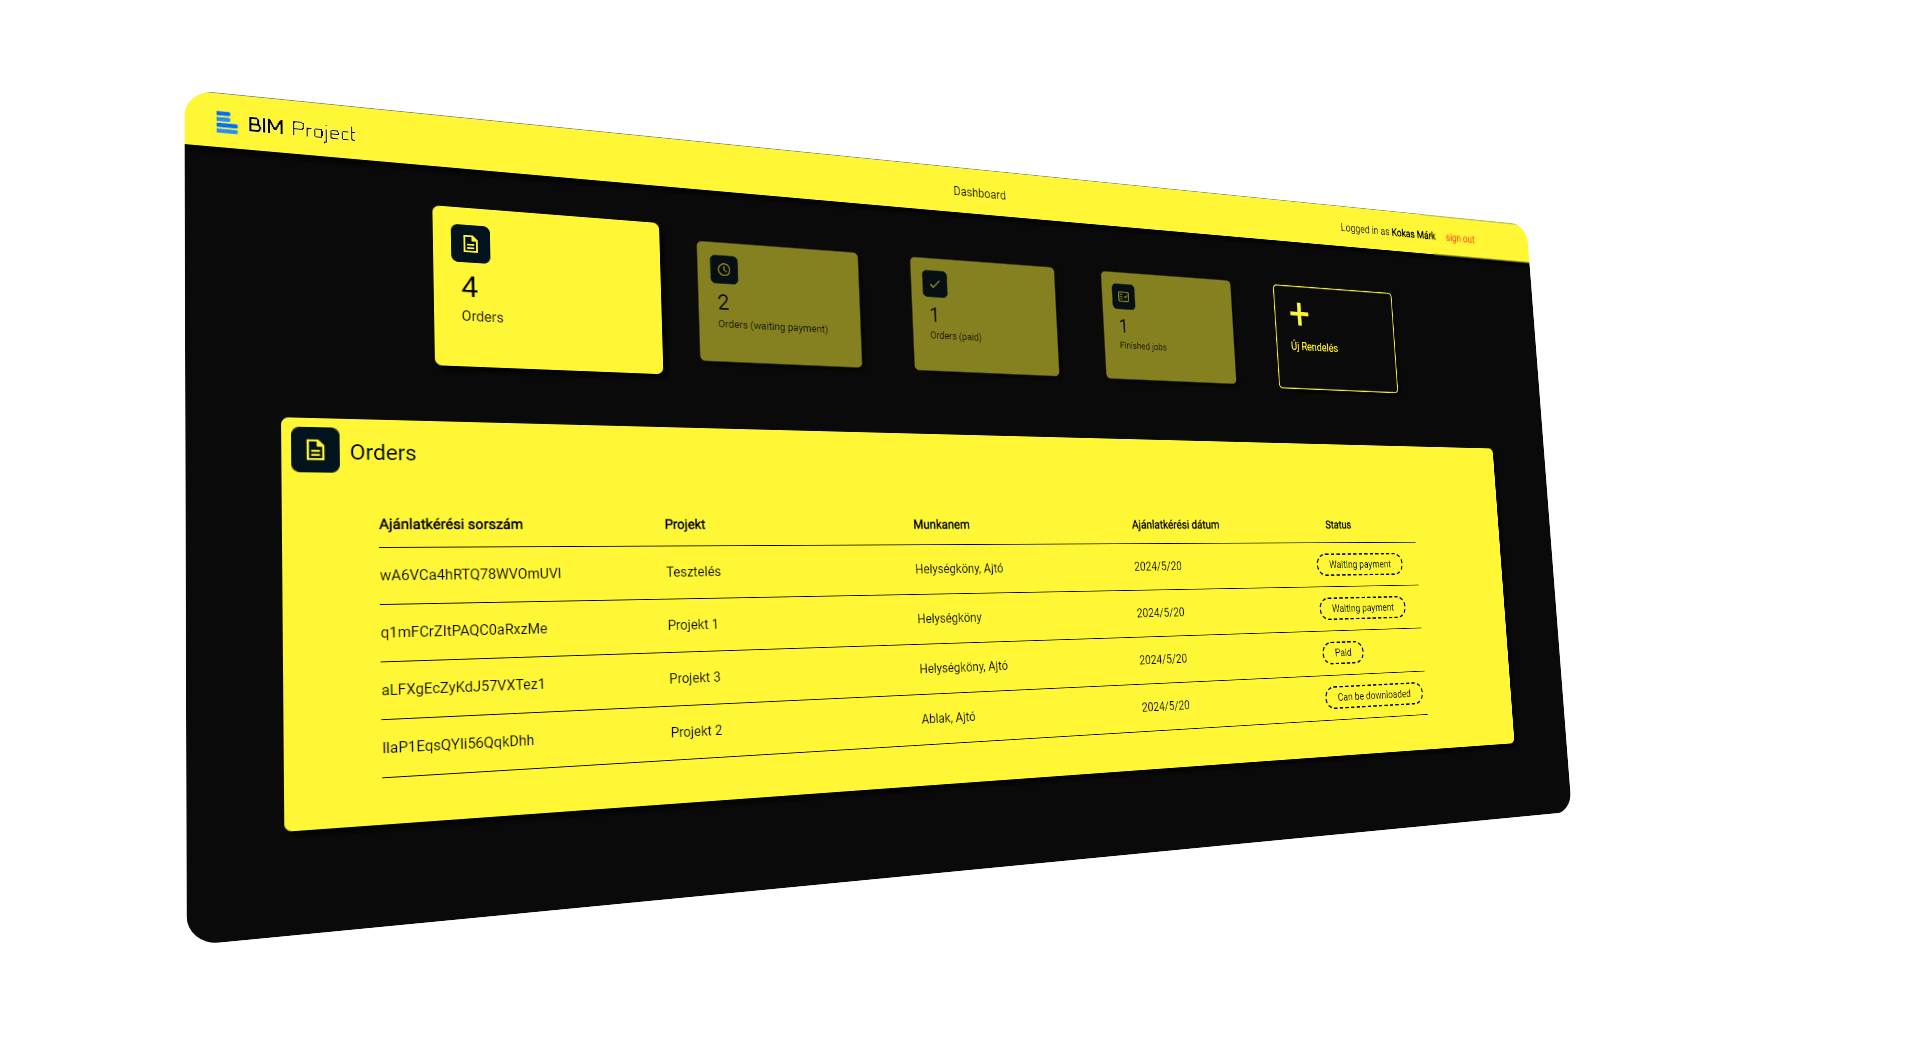 BIM Project
Dashboard
Logged in as Kokas Márk sign out
4
Orders
2
Orders (waiting payment)
1
Orders (paid)
1
Finished jobs
+
Új Rendelés
Orders
Ajánlatkérési sorszám Projekt Munkanem Ajánlatkérési dátum Status
wA6VCa4hRTQ78WVOmUVl Tesztelés Helységköny, Ajtó 2024/5/20 Waiting payment
q1mFCrZItPAQC0aRxzMe Projekt 1 Helységköny 2024/5/20 Waiting payment
aLFXgEcZyKdJ57VXTez1 Projekt 3 Helységköny, Ajtó 2024/5/20 Paid
IlaP1EqsQYIi56QqkDhh Projekt 2 Ablak, Ajtó 2024/5/20 Can be downloaded